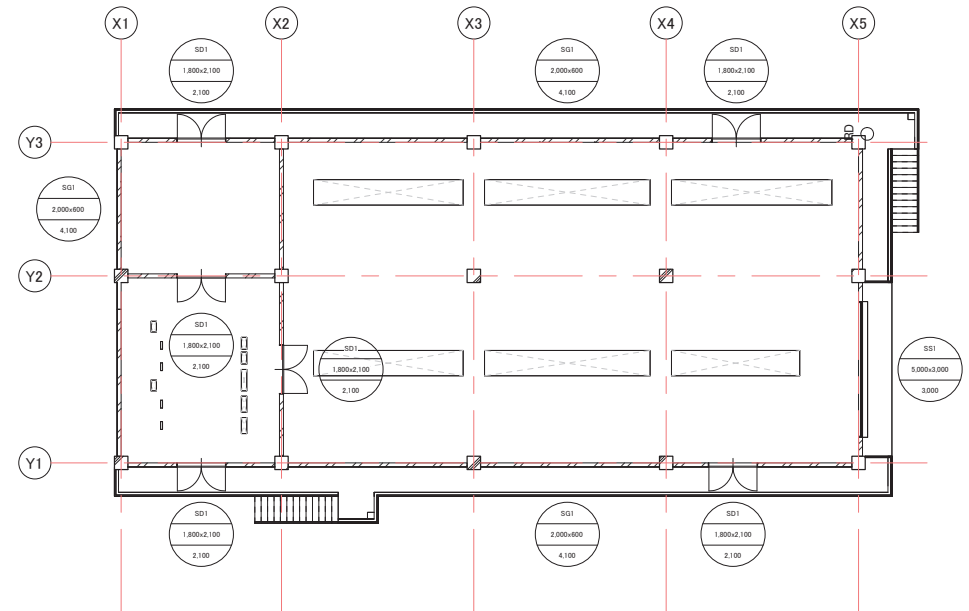 X1
X2
X3
X4
X5
SD1
1,800x2,100
2,100
SG1
2,000x600
4,100
SD1
1,800x2,100
2,100
Y3
RD
SG1
2,000x600
4,100
Y2
SD1
1,800x2,100
2,100
SD1
1,800x2,100
2,100
SS1
5,000x3,000
3,000
Y1
SD1
1,800x2,100
2,100
SG1
2,000x600
4,100
SD1
1,800x2,100
2,100